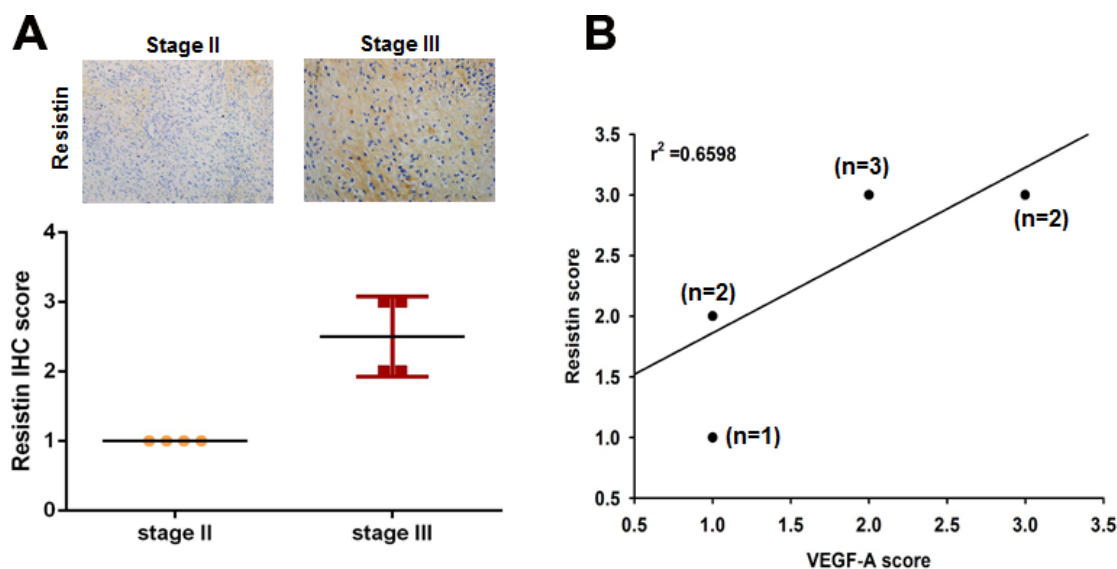 A
Stage II
Stage III
Resistin
Resistin IHC score
4
3
2
1
0
stage II
stage III
B
r² =0.6598
(n=3)
(n=2)
(n=2)
(n=1)
Resistin score
3.5
3.0
2.5
2.0
1.5
1.0
0.5
0.5 1.0 1.5 2.0 2.5 3.0 3.5
VEGF-A score